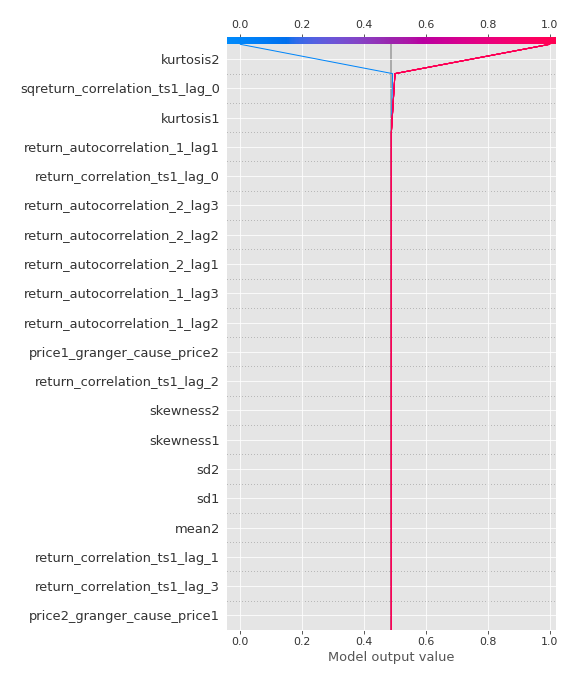 0.0 0.2 0.4 0.6 0.8 1.0
kurtosis2
sqreturn_correlation_ts1_lag_0
kurtosis1
return_autocorrelation_1_lag1
return_correlation_ts1_lag_0
return_autocorrelation_2_lag3
return_autocorrelation_2_lag2
return_autocorrelation_2_lag1
return_autocorrelation_1_lag3
return_autocorrelation_1_lag2
price1_granger_cause_price2
return_correlation_ts1_lag_2
skewness2
skewness1
sd2
sd1
mean2
return_correlation_ts1_lag_1
return_correlation_ts1_lag_3
price2_granger_cause_price1
0.0 0.2 0.4 0.6 0.8 1.0
Model output value